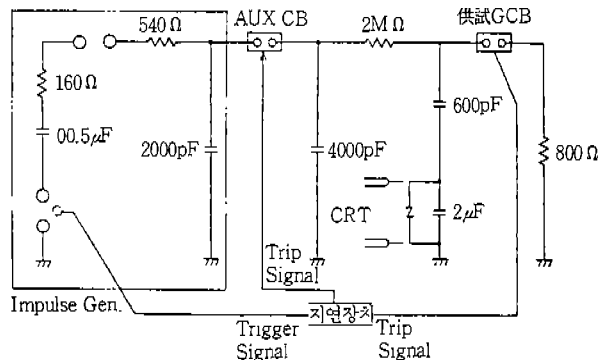 540Ω
AUX CB
2MΩ
供試GCB
160Ω
00.5μF
2000pF
4000pF
600pF
800Ω
CRT
2μF
Trip
Signal
Impulse Gen.
지연장치
Trigger
Signal
Trip
Signal